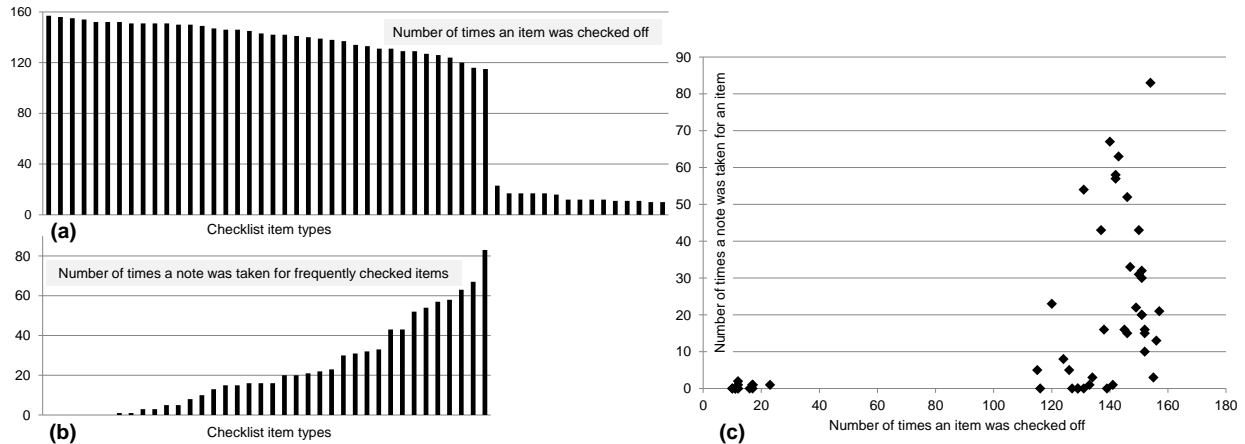 160
120
80
40
0
Number of times an item was checked off
(a)
Checklist item types
80
60
40
20
0
Number of times a note was taken for frequently checked items
(b)
Checklist item types
90
80
70
60
50
40
30
20
10
0
Number of times a note was taken for an item
0 20 40 60 80 100 120 140 160 180
Number of times an item was checked off
(c)